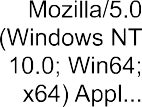 Mozilla/5.0
(Windows NT
10.0; Win64;
x64) Appl...